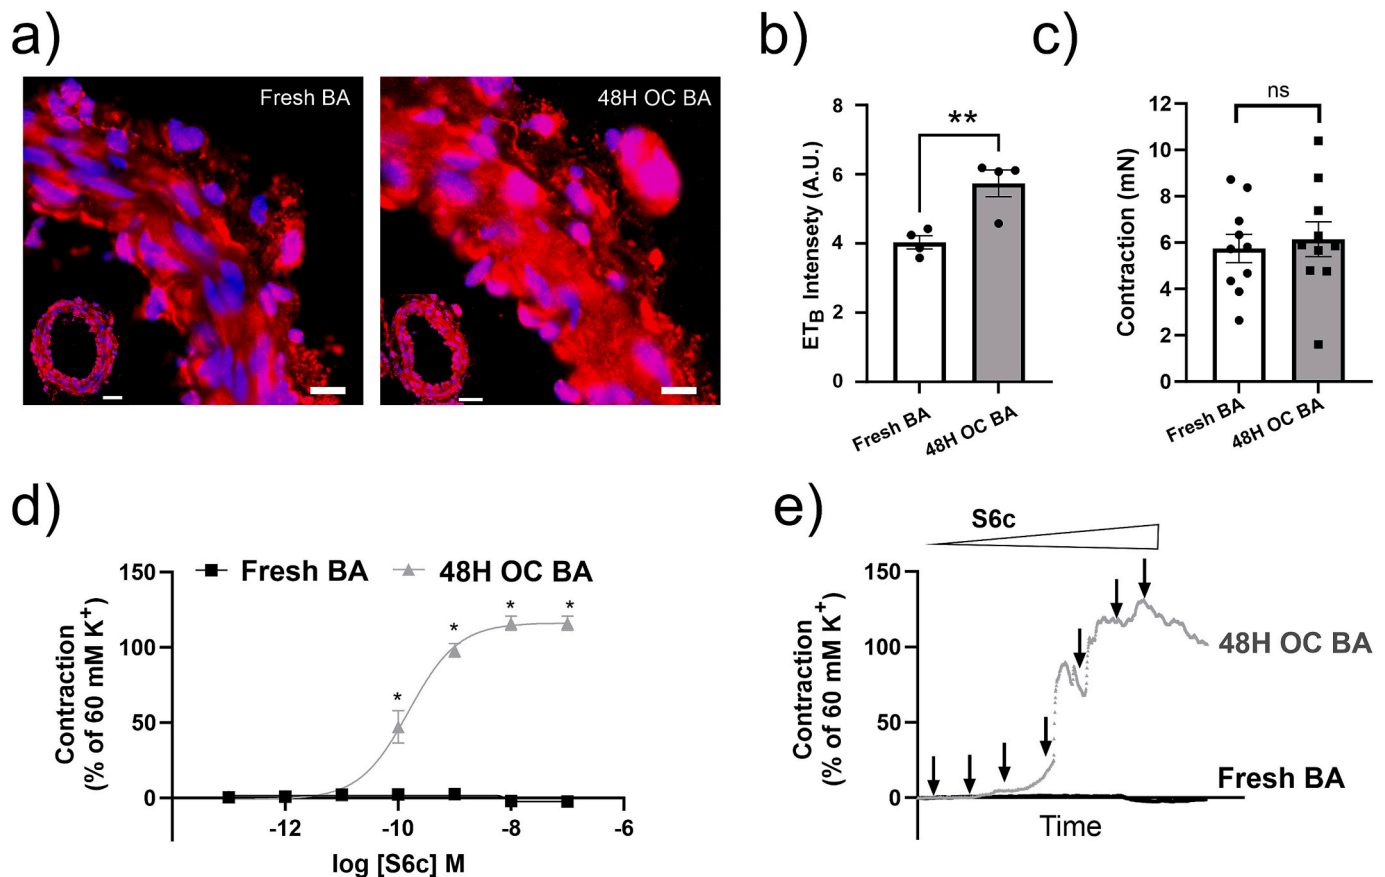 a)
Fresh BA
48H OC BA
b)
ET_B Intensety (A.U.)
8
6
4
2
0
**
Fresh BA
48H OC BA
c)
Contraction (mN)
12
10
8
6
4
2
0
ns
Fresh BA
48H OC BA
d)
Contraction
(% of 60 mM K⁺)
150
100
50
0
Fresh BA
48H OC BA
*
*
*
*
-12
-10
-8
-6
log [S6c] M
e)
S6c
Contraction
(% of 60 mM K⁺)
150
100
50
0
48H OC BA
Fresh BA
Time